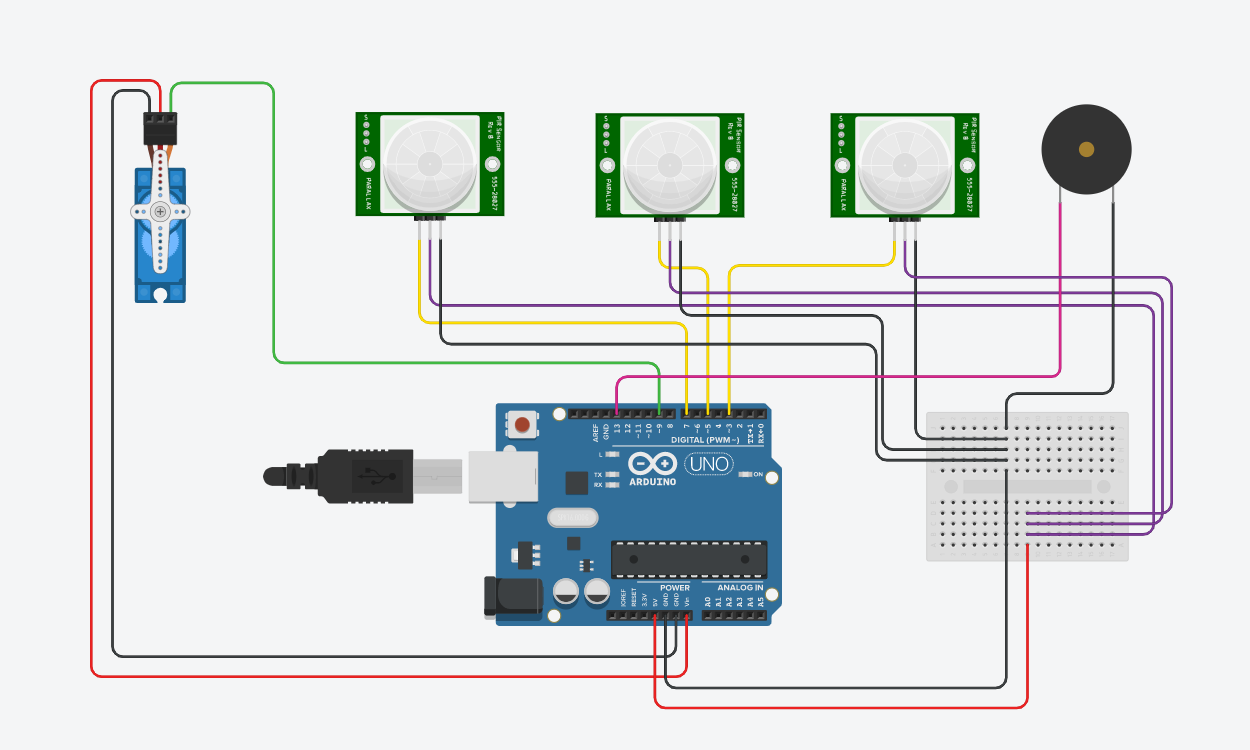 S
L
PIR SENSOR
Rev B
555-28027
PARALLAX
S
L
PIR SENSOR
Rev B
555-28027
PARALLAX
S
L
PIR SENSOR
Rev B
555-28027
PARALLAX
AREF
GND
13
12
~11
~10
~9
8
7
~6
~5
4
~3
2
TX→1
RX←0
DIGITAL (PWM~)
L
TX
RX
ARDUINO
UNO
ON
POWER
ANALOG IN
IOREF
RESET
3.3V
5V
GND
GND
Vin
A0
A1
A2
A3
A4
A5